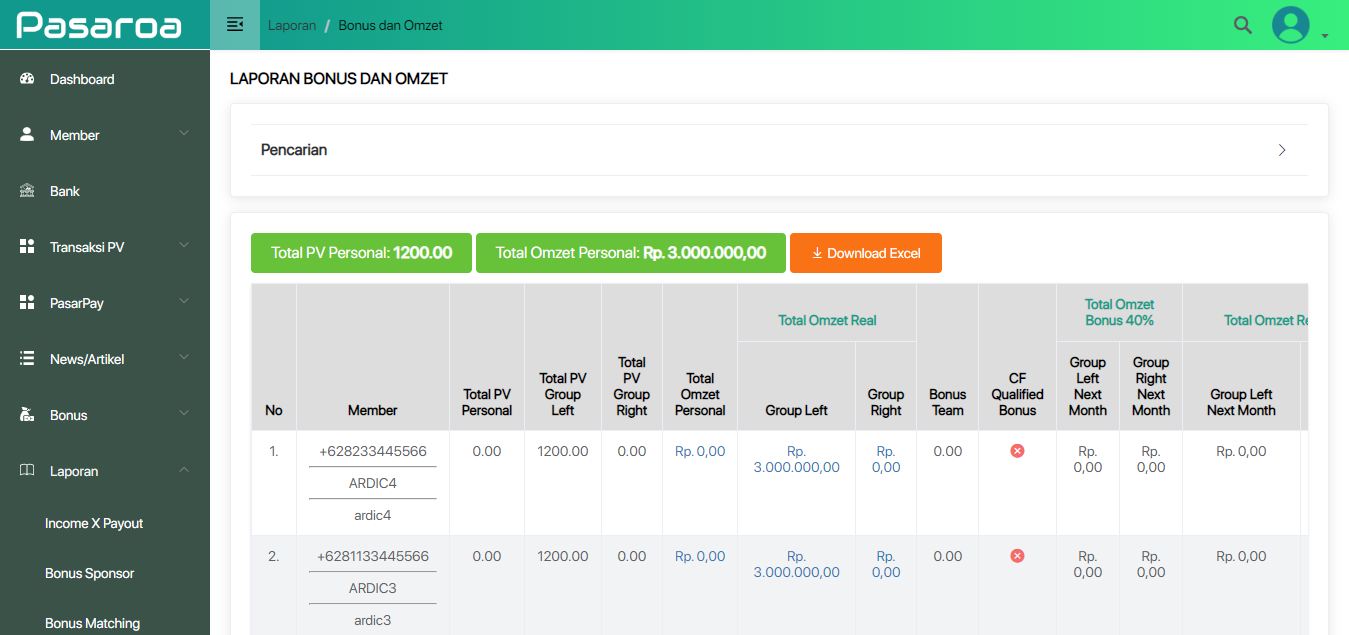 Pasaroa
Laporan / Bonus dan Omzet
Dashboard
Member
Bank
Transaksi PV
PasarPay
News/Artikel
Bonus
Laporan
Income X Payout
Bonus Sponsor
Bonus Matching
LAPORAN BONUS DAN OMZET
Pencarian
Total PV Personal: 1200.00
Total Omzet Personal: Rp. 3.000.000,00
Download Excel
No
Member
Total PV
Personal
Total PV
Group
Left
Total
PV
Group
Right
Total
Omzet
Personal
Total Omzet Real
Group Left
Group
Right
Bonus
Team
CF
Qualified
Bonus
Total Omzet
Bonus 40%
Group
Left
Next
Month
Group
Right
Next
Month
Total Omzet Re
Group Left
Next Month
1.
+628233445566
ARDIC4
ardic4
0.00
1200.00
0.00
Rp. 0,00
Rp.
3.000.000,00
Rp.
0,00
0.00
Rp.
0,00
Rp.
0,00
Rp. 0,00
2.
+6281133445566
ARDIC3
ardic3
0.00
1200.00
0.00
Rp. 0,00
Rp.
3.000.000,00
Rp.
0,00
0.00
Rp.
0,00
Rp.
0,00
Rp. 0,00